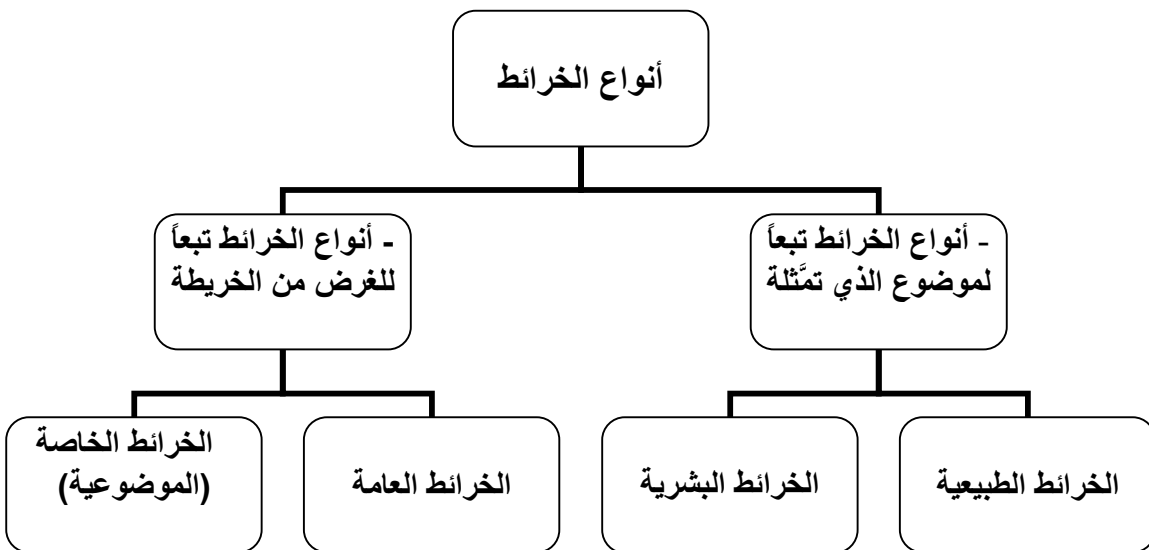 أنواع الخرائط
- أنواع الخرائط تبعاً
لموضوع الذي تمَّثلة
- أنواع الخرائط تبعاً
للغرض من الخريطة
الخرائط الطبيعية
الخرائط البشرية
الخرائط العامة
الخرائط الخاصة
(الموضوعية)